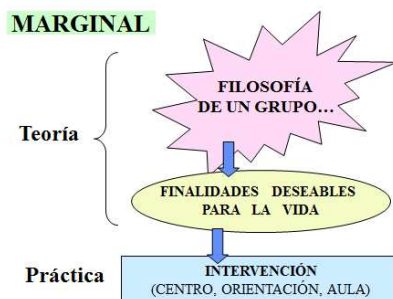 MARGINAL
FILOSOFÍA
DE UN GRUPO…
Teoría
FINALIDADES DESEABLES
PARA LA VIDA
Práctica
INTERVENCIÓN
(CENTRO, ORIENTACIÓN, AULA)